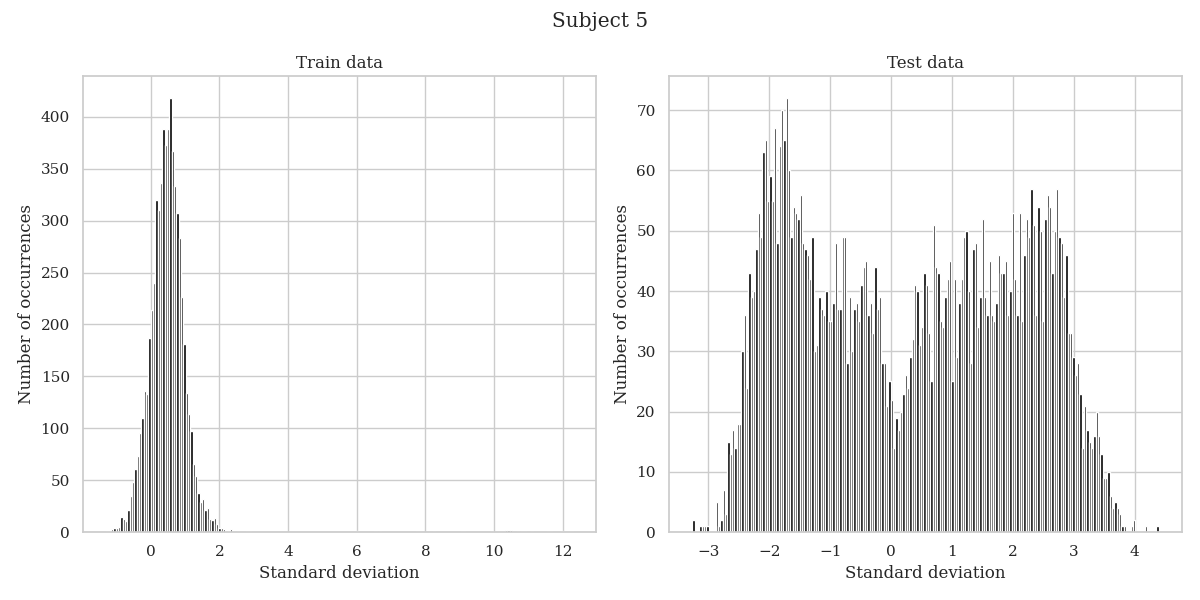 Subject 5
Train data
Number of occurrences
400
350
300
250
200
150
100
50
0
0 2 4 6 8 10 12
Standard deviation
Test data
Number of occurrences
70
60
50
40
30
20
10
0
−3 −2 −1 0 1 2 3 4
Standard deviation